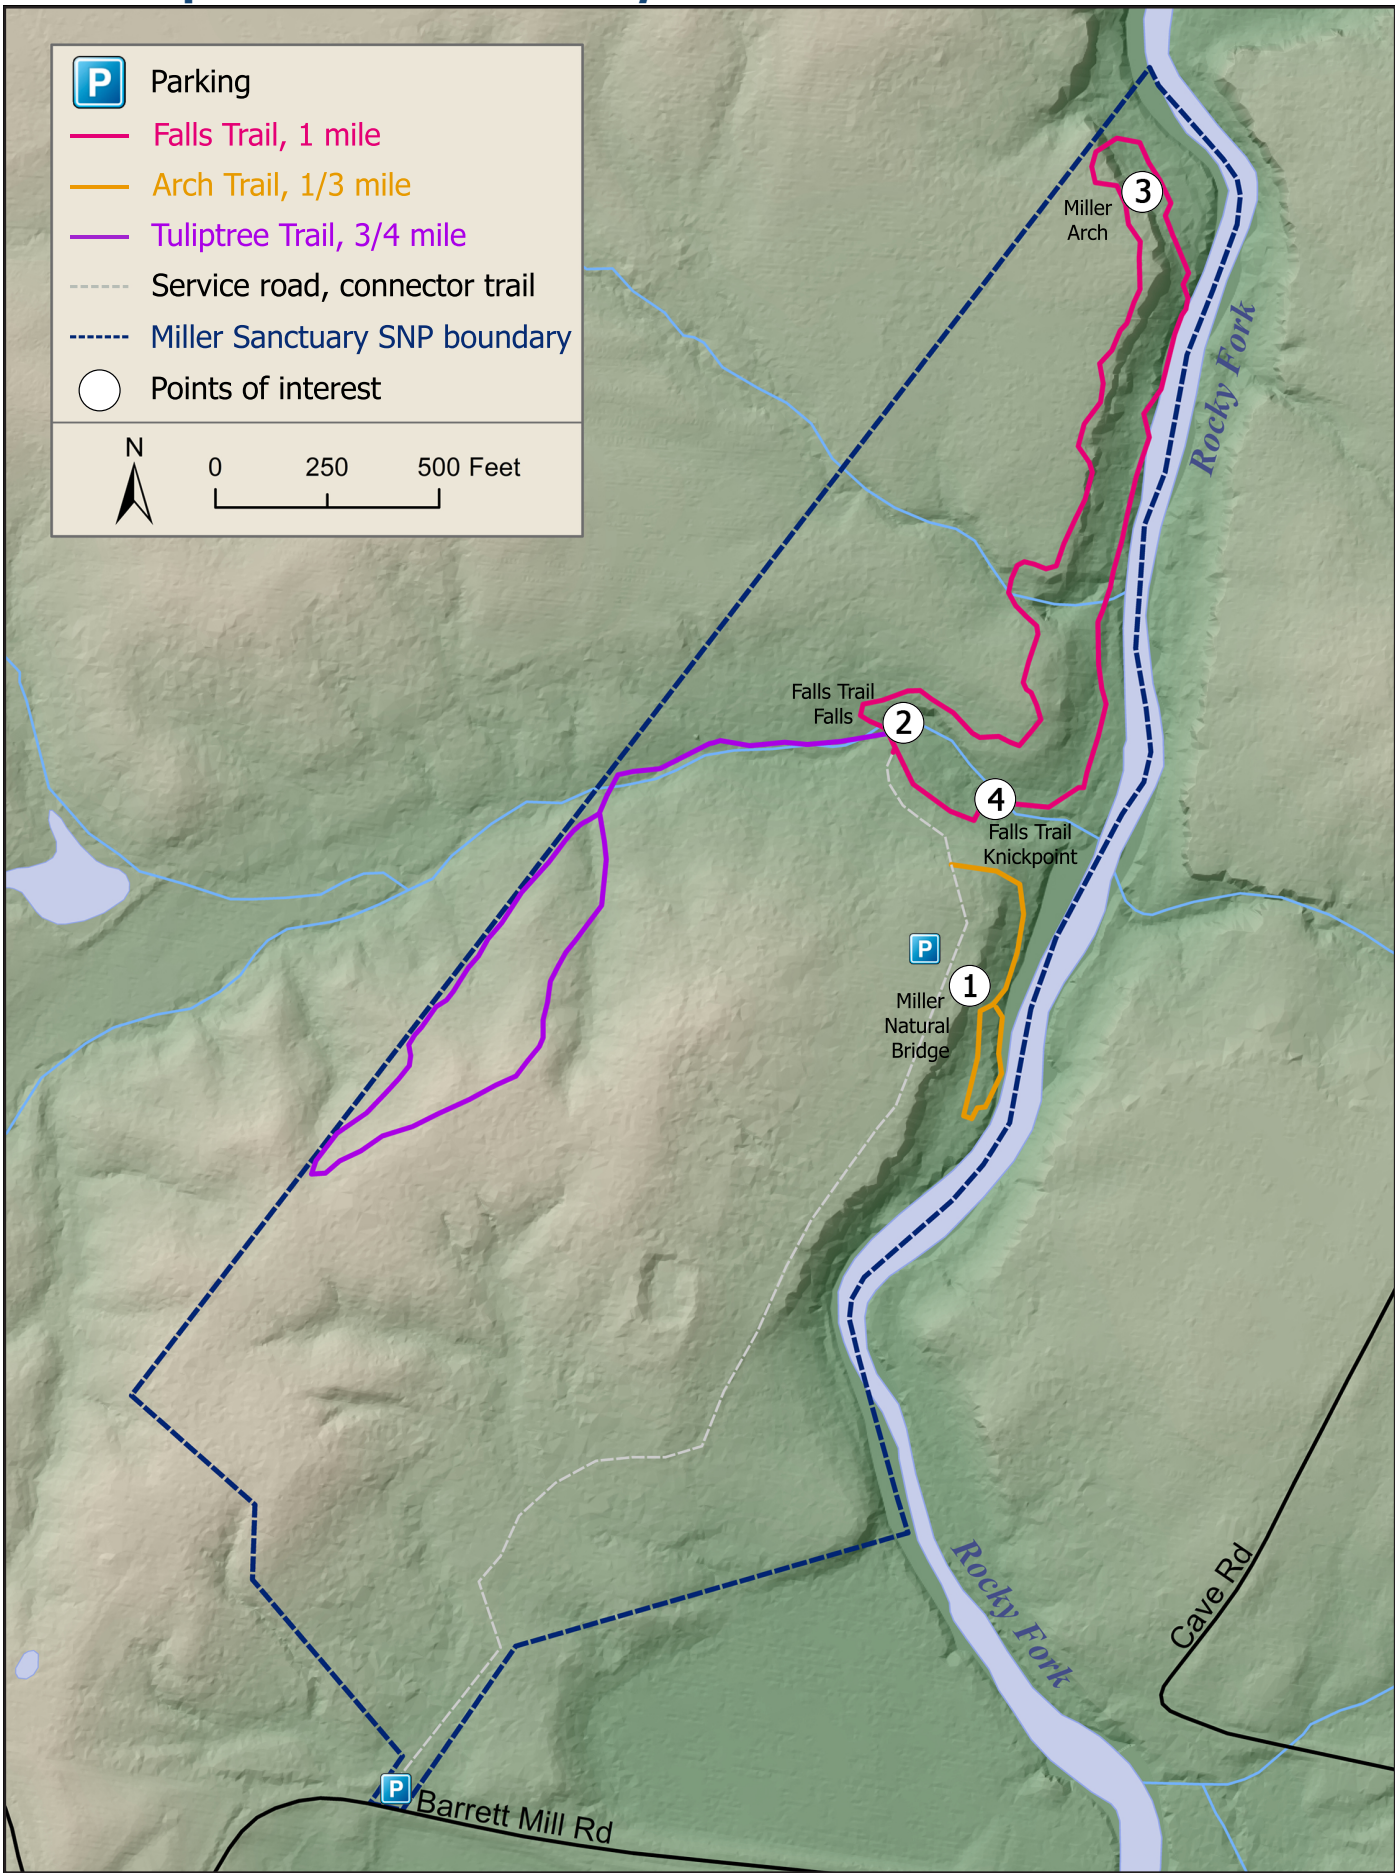 P
Parking
Falls Trail, 1 mile
Arch Trail, 1/3 mile
Tuliptree Trail, 3/4 mile
Service road, connector trail
Miller Sanctuary SNP boundary
Points of interest
N
0 250 500 Feet
3
Miller
Arch
Rocky Fork
Falls Trail
Falls
2
4
Falls Trail
Knickpoint
P
1
Miller
Natural
Bridge
Rocky Fork
Cave Rd
P
Barrett Mill Rd